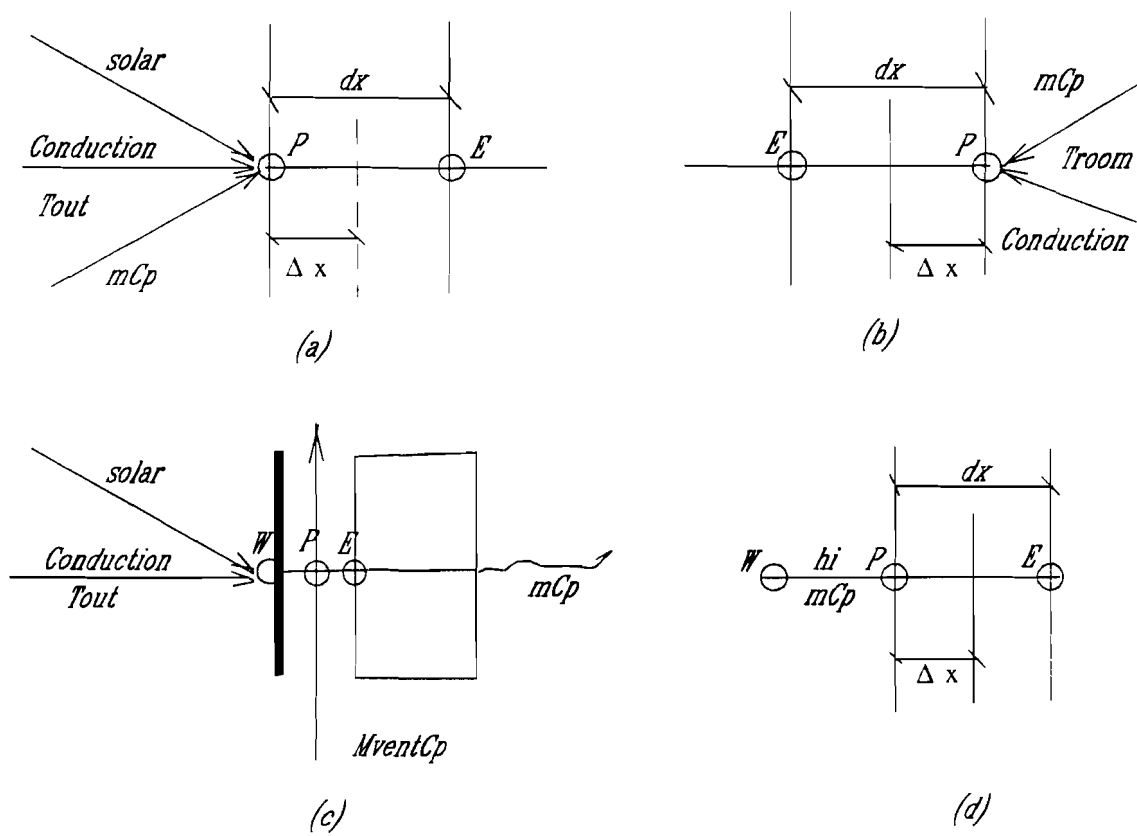 solar
dx
P
E
Conduction
Tout
mCp
Δ x
(a)
dx
mCp
E
P
Troom
Conduction
Δ x
(b)
solar
W
P
E
Conduction
Tout
mCp
MventCp
(c)
dx
W
hi
P
E
mCp
Δ x
(d)